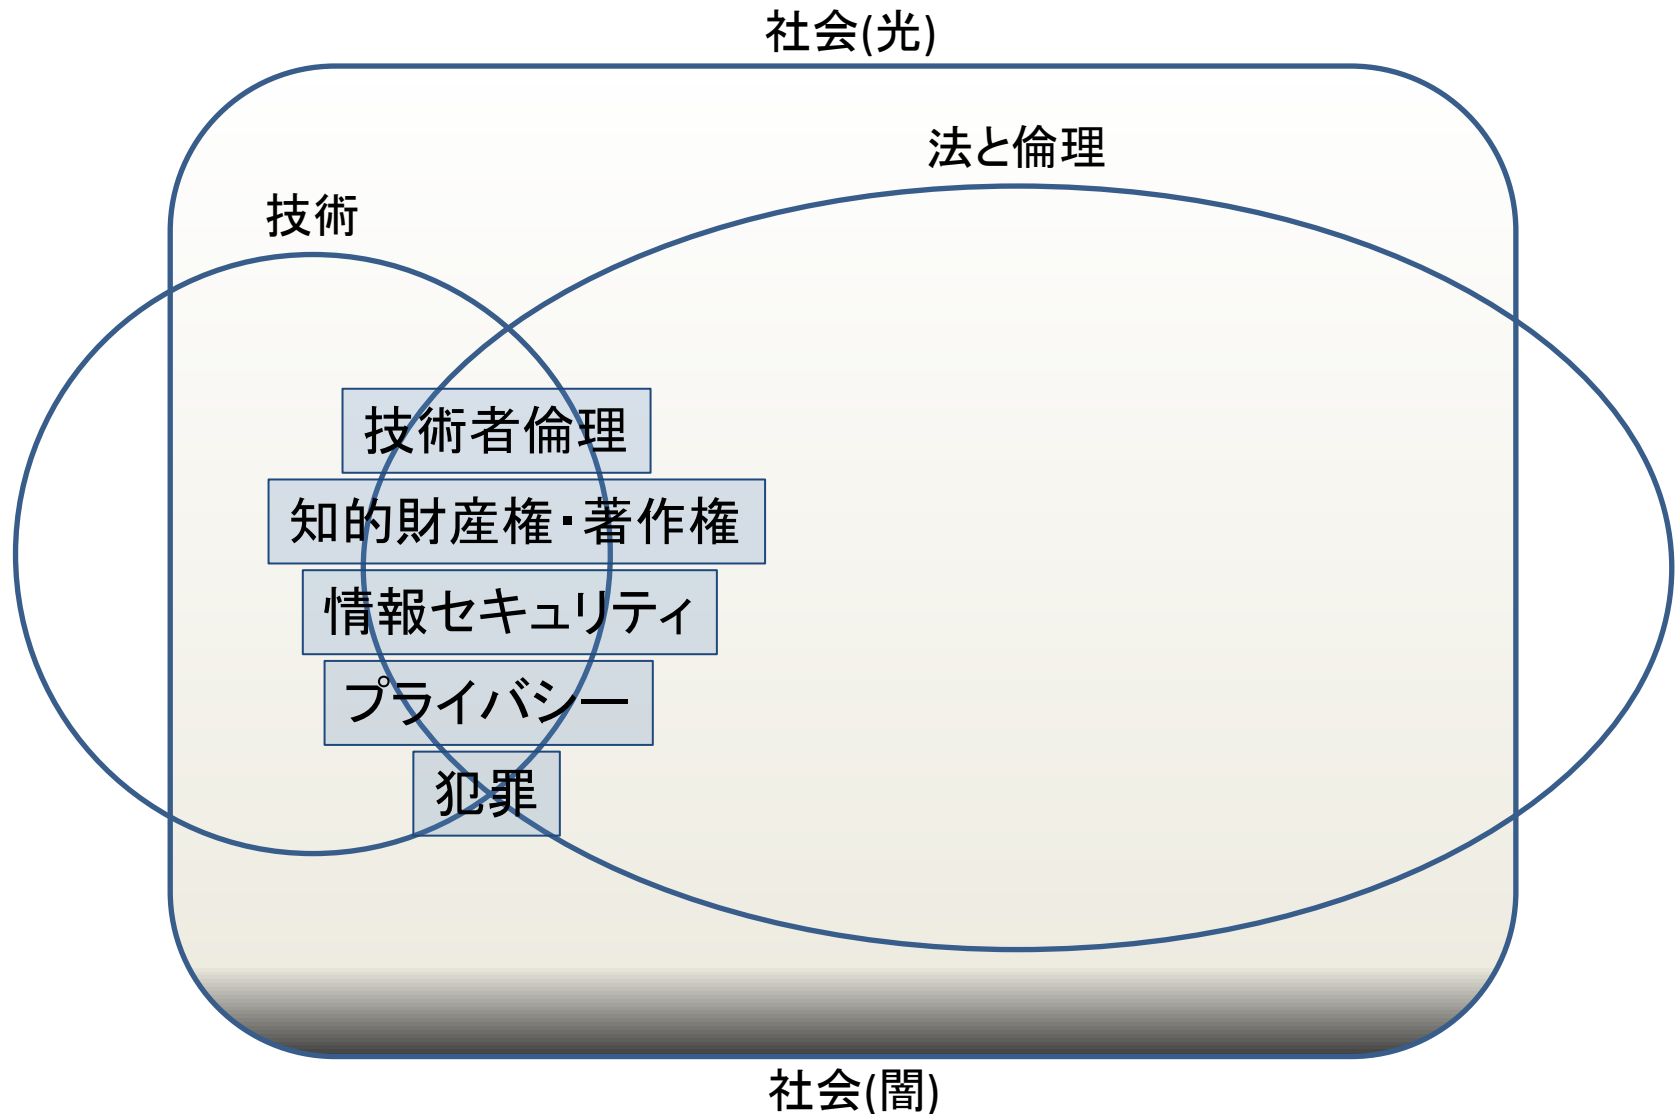 社会(光)
法と倫理
技術
技術者倫理
知的財産権・著作権
情報セキュリティ
プライバシー
犯罪
社会(闇)